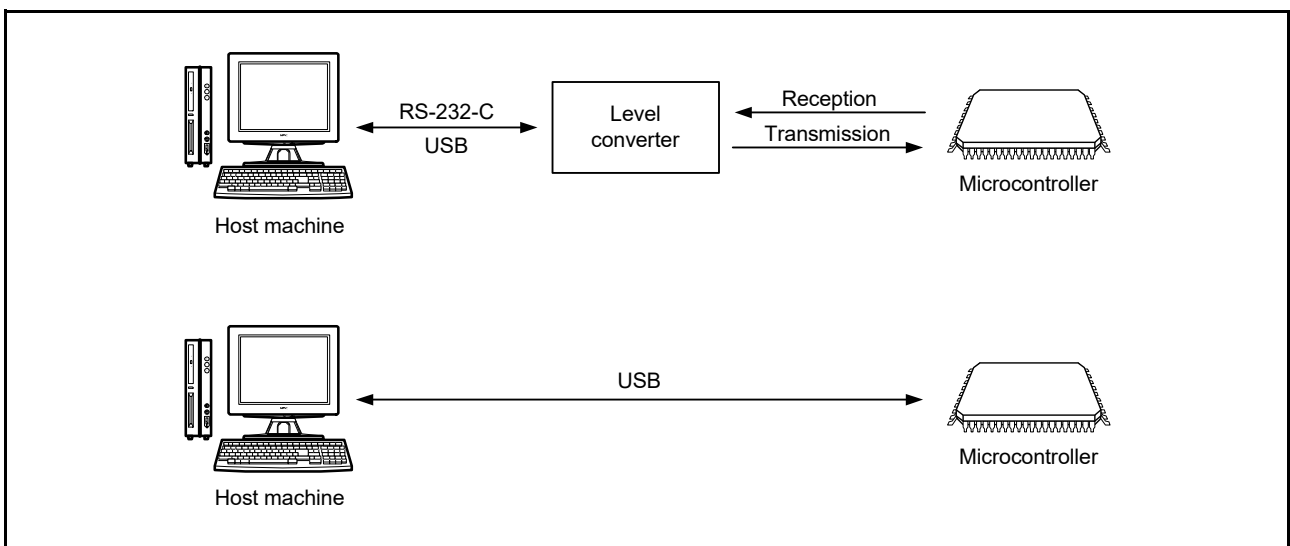 RS-232-C
USB
Level
converter
Reception
Transmission
Microcontroller
Host machine
USB
Microcontroller
Host machine